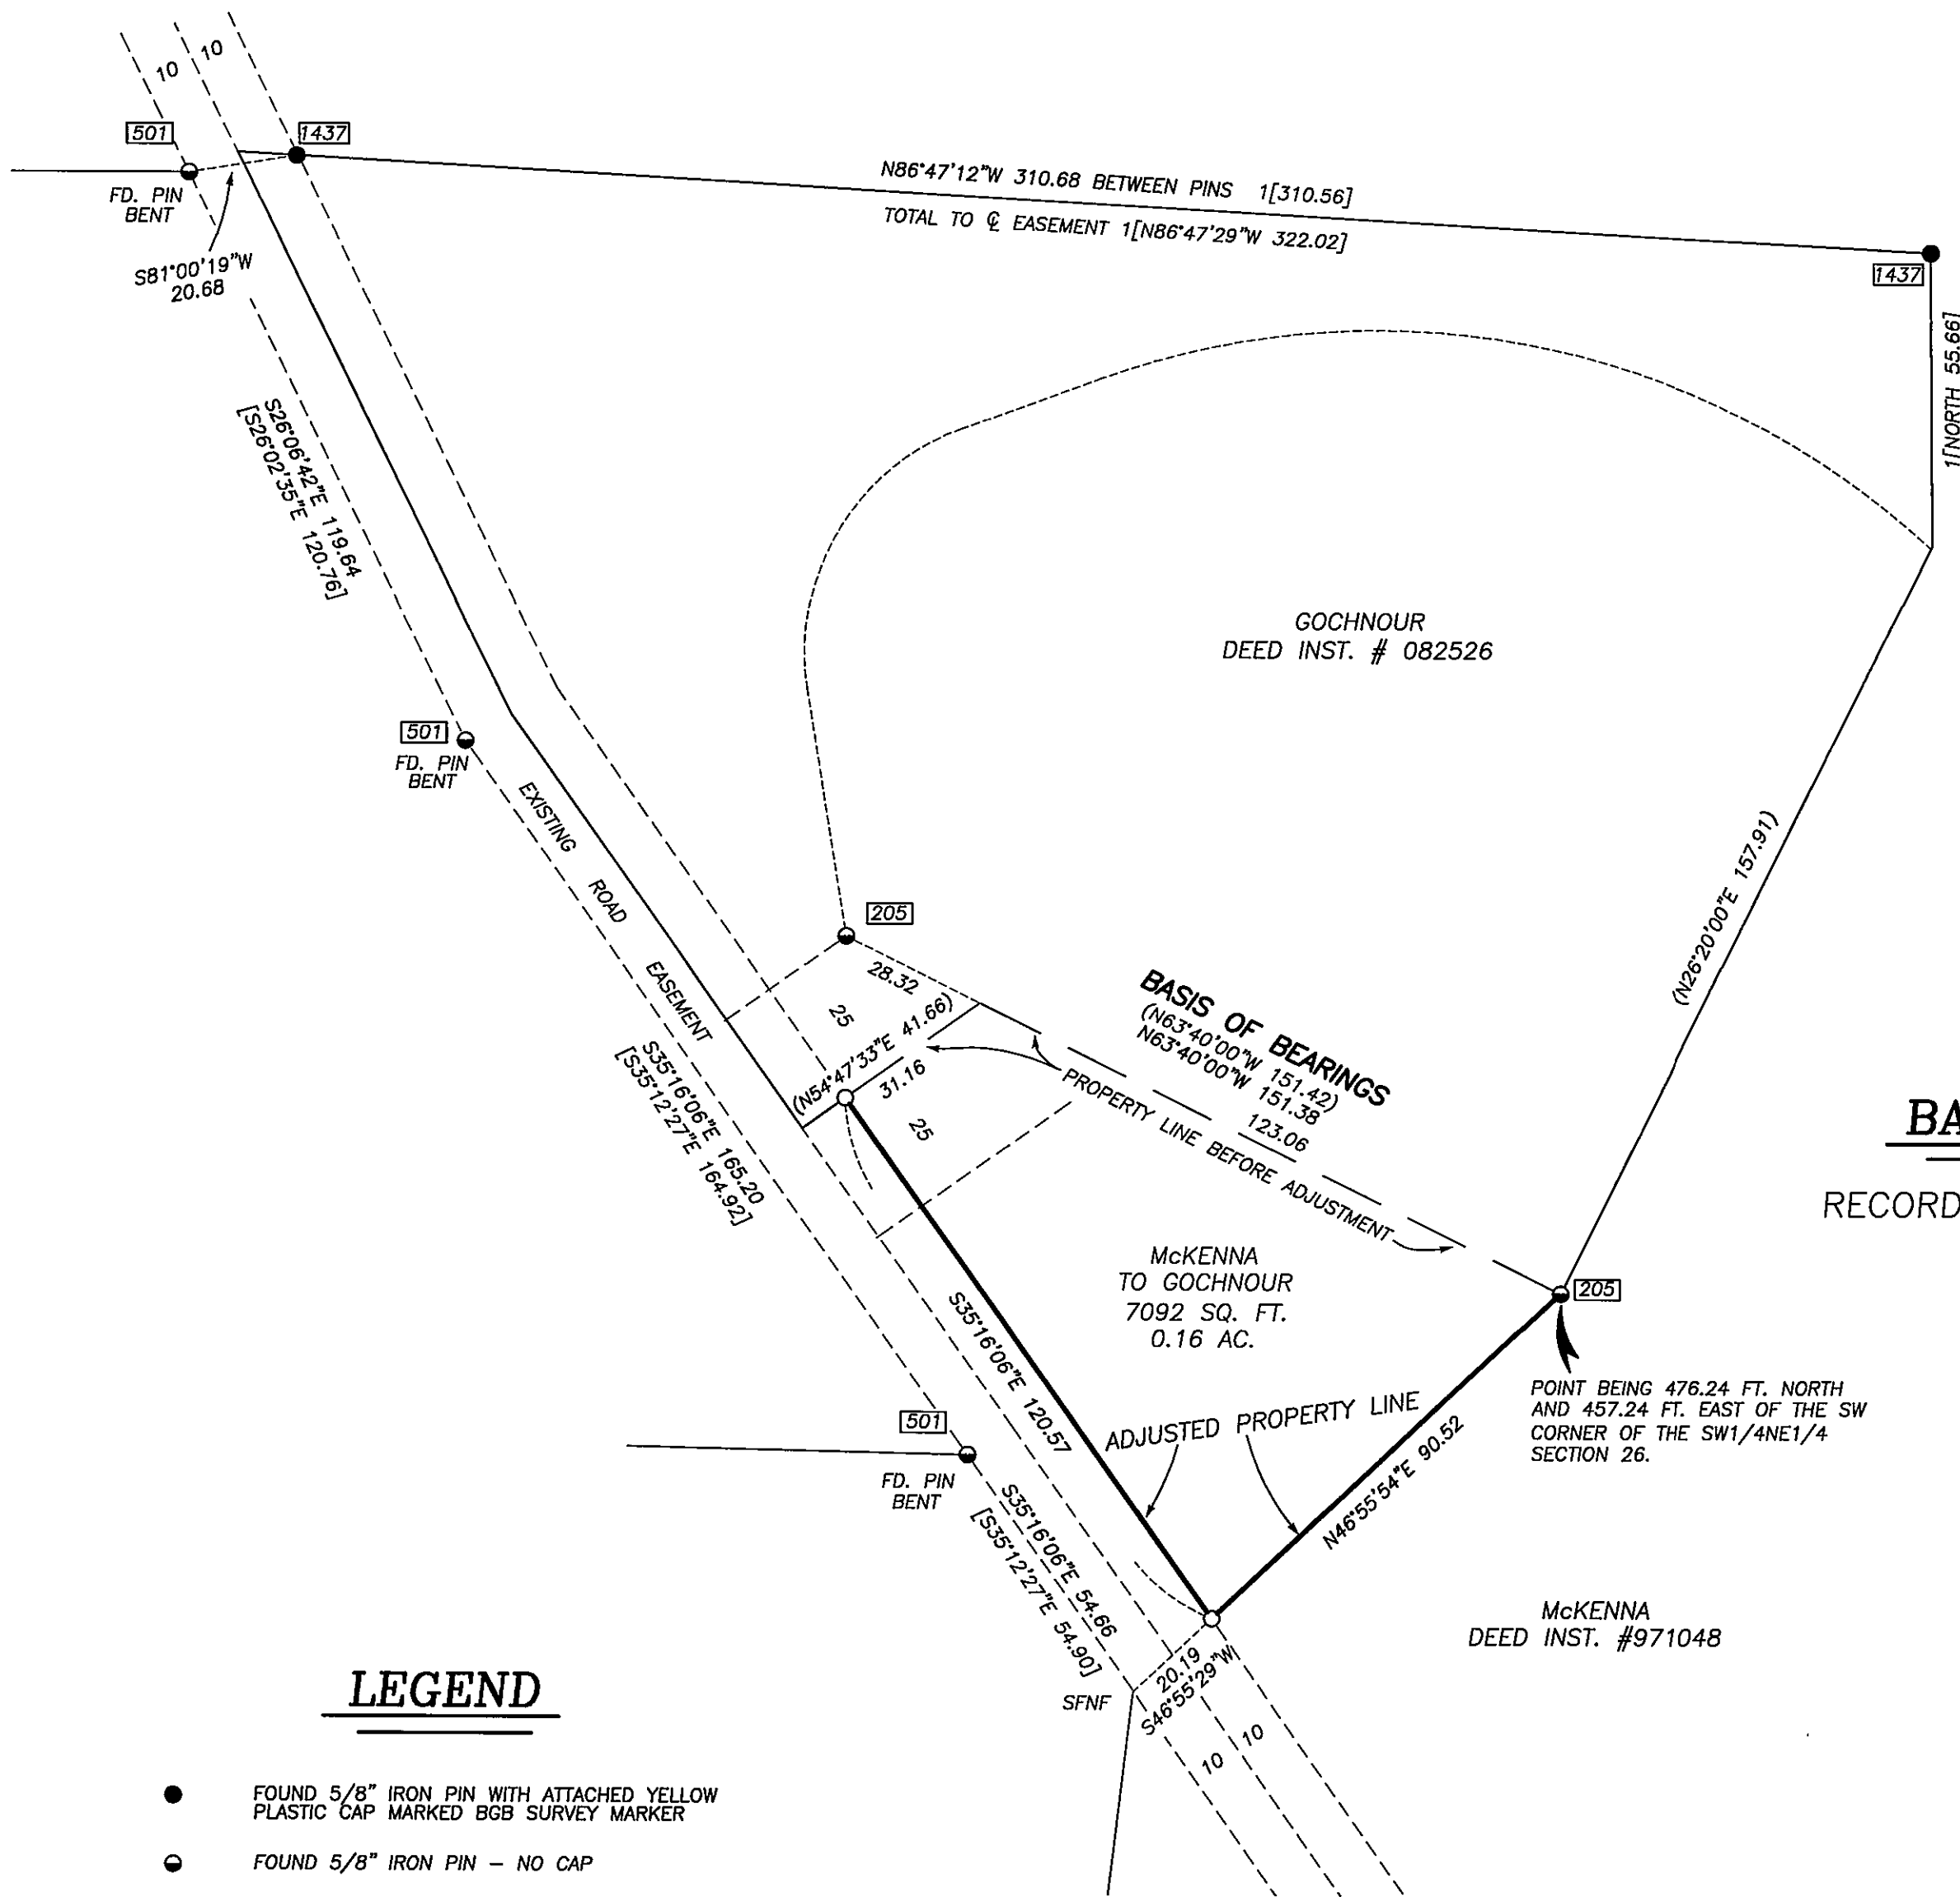 10
10
501
1437
FD. PIN
BENT
N86°47'12"W 310.68 BETWEEN PINS 1[310.56]
TOTAL TO ℄ EASEMENT 1[N86°47'29"W 322.02]
S81°00'19"W
20.68
1437
1[NORTH 55.66]
S26°06'42"E 119.64
[S26°02'35"E 120.76]
GOCHNOUR
DEED INST. # 082526
501
FD. PIN
BENT
EXISTING ROAD EASEMENT
(N26°20'00"E 157.91)
205
28.32
25
(N54°47'33"E 41.66)
31.16
25
BASIS OF BEARINGS
(N63°40'00"W 151.42)
N63°40'00"W 151.38
123.06
PROPERTY LINE BEFORE ADJUSTMENT
S35°16'06"E 165.20
[S35°12'27"E 164.92]
BA
RECORD
McKENNA
TO GOCHNOUR
7092 SQ. FT.
0.16 AC.
205
S35°16'06"E 120.57
POINT BEING 476.24 FT. NORTH
AND 457.24 FT. EAST OF THE SW
CORNER OF THE SW1/4NE1/4
SECTION 26.
ADJUSTED PROPERTY LINE
501
FD. PIN
BENT
N46°55'54"E 90.52
S35°16'06"E 54.66
[S35°12'27"E 54.90]
McKENNA
DEED INST. #971048
SFNF
20.19
S46°55'29"W
10
10
LEGEND
FOUND 5/8" IRON PIN WITH ATTACHED YELLOW
PLASTIC CAP MARKED BGB SURVEY MARKER
FOUND 5/8" IRON PIN – NO CAP